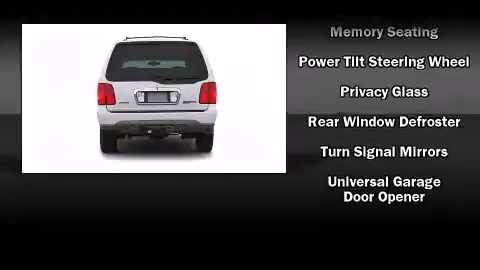 Memory Seating
Power Tilt Steering Wheel
Privacy Glass
Rear Window Defroster
Turn Signal Mirrors
Universal Garage
Door Opener